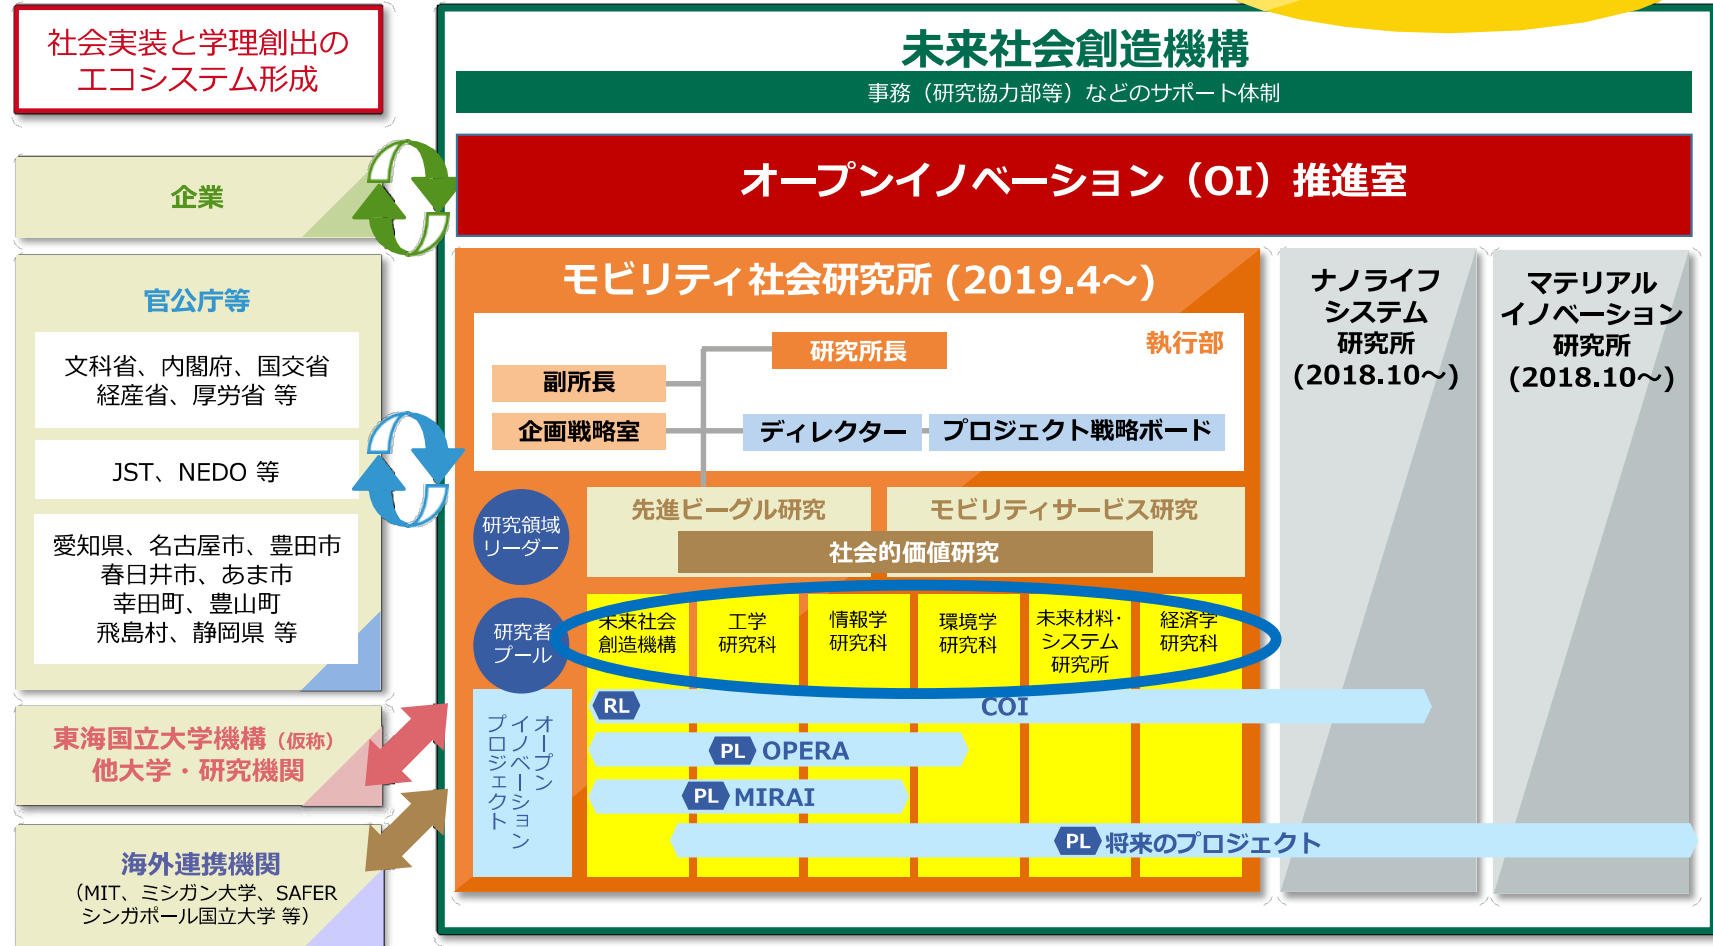 社会実装と学理創出の
エコシステム形成
企業
官公庁等
文科省、内閣府、国交省
経産省、厚労省 等
JST、NEDO 等
愛知県、名古屋市、豊田市
春日井市、あま市
幸田町、豊山町
飛島村、静岡県 等
東海国立大学機構（仮称）
他大学・研究機関
海外連携機関
（MIT、ミシガン大学、SAFER
シンガポール国立大学 等）
未来社会創造機構
事務（研究協力部等）などのサポート体制
オープンイノベーション（OI）推進室
モビリティ社会研究所 (2019.4～)
執行部
研究所長
副所長
企画戦略室
ディレクター
プロジェクト戦略ボード
研究領域
リーダー
先進ビーグル研究
モビリティサービス研究
社会的価値研究
研究者
プール
未来社会
創造機構
工学
研究科
情報学
研究科
環境学
研究科
未来材料・
システム
研究所
経済学
研究科
オープン
イノベーション
プロジェクト
RL
COI
PL OPERA
PL MIRAI
PL 将来のプロジェクト
ナノライフ
システム
研究所
(2018.10～)
マテリアル
イノベーション
研究所
(2018.10～)